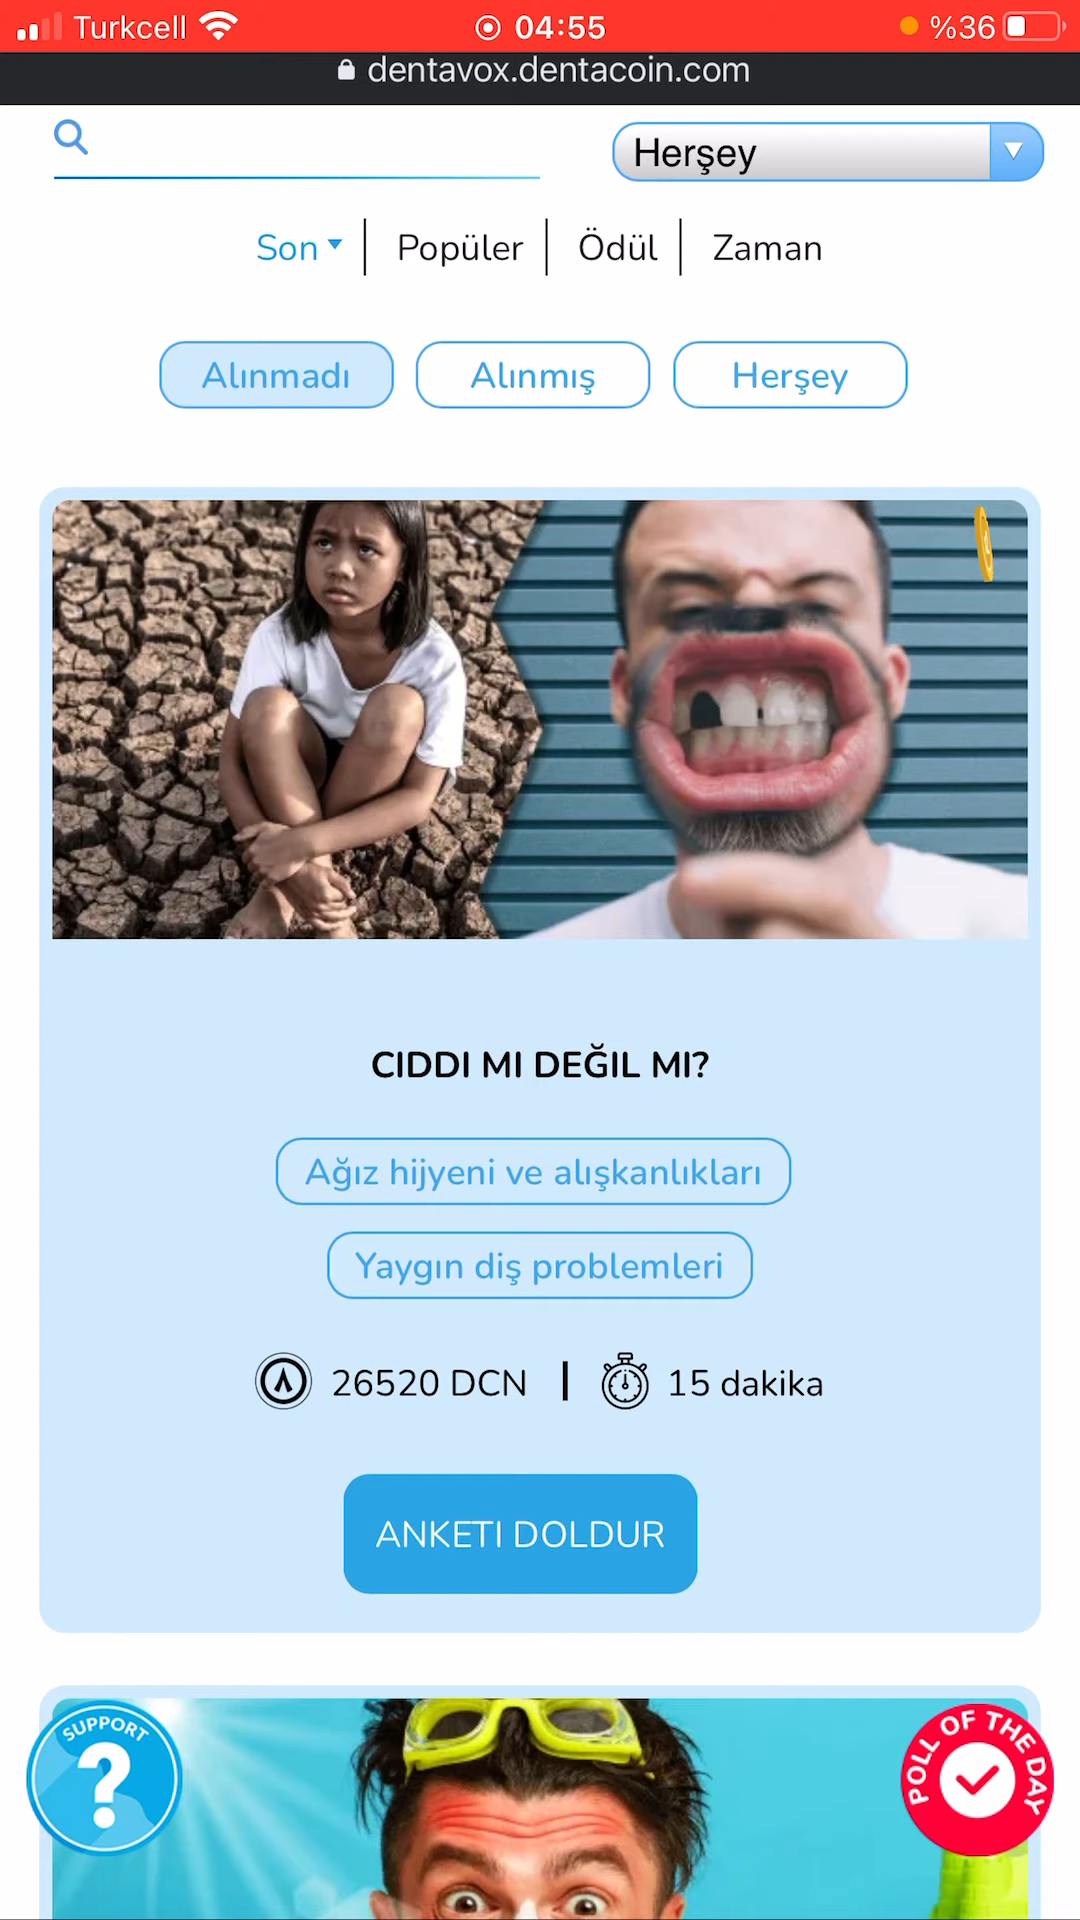 Turkcell
04:55
%36
dentavox.dentacoin.com
Herşey
Son
Popüler
Ödül
Zaman
Alınmadı
Alınmış
Herşey
CIDDI MI DEĞİL MI?
Ağız hijyeni ve alışkanlıkları
Yaygın diş problemleri
26520 DCN
15 dakika
ANKETI DOLDUR
SUPPORT
?
POLL OF THE DAY